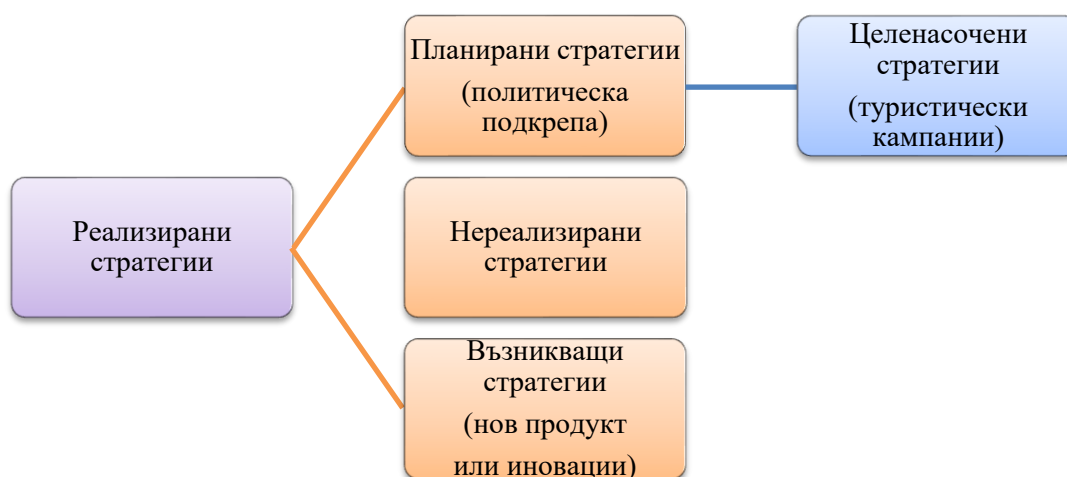 Реализирани
стратегии
Планирани стратегии
(политическа
подкрепа)
Целенасочени
стратегии
(туристически
кампании)
Нереализирани
стратегии
Възникващи
стратегии
(нов продукт
или иновации)